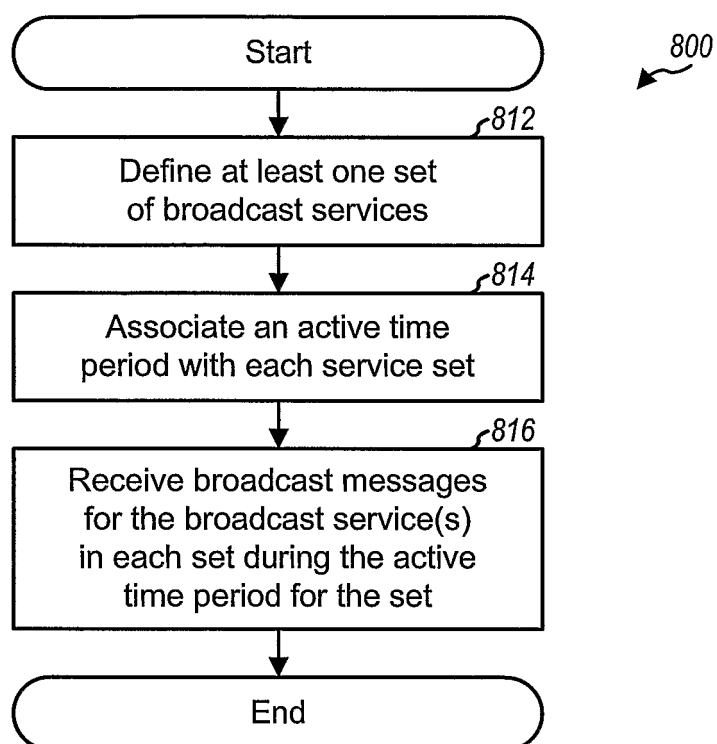 Start
800
812
Define at least one set
of broadcast services
814
Associate an active time
period with each service set
816
Receive broadcast messages
for the broadcast service(s)
in each set during the active
time period for the set
End